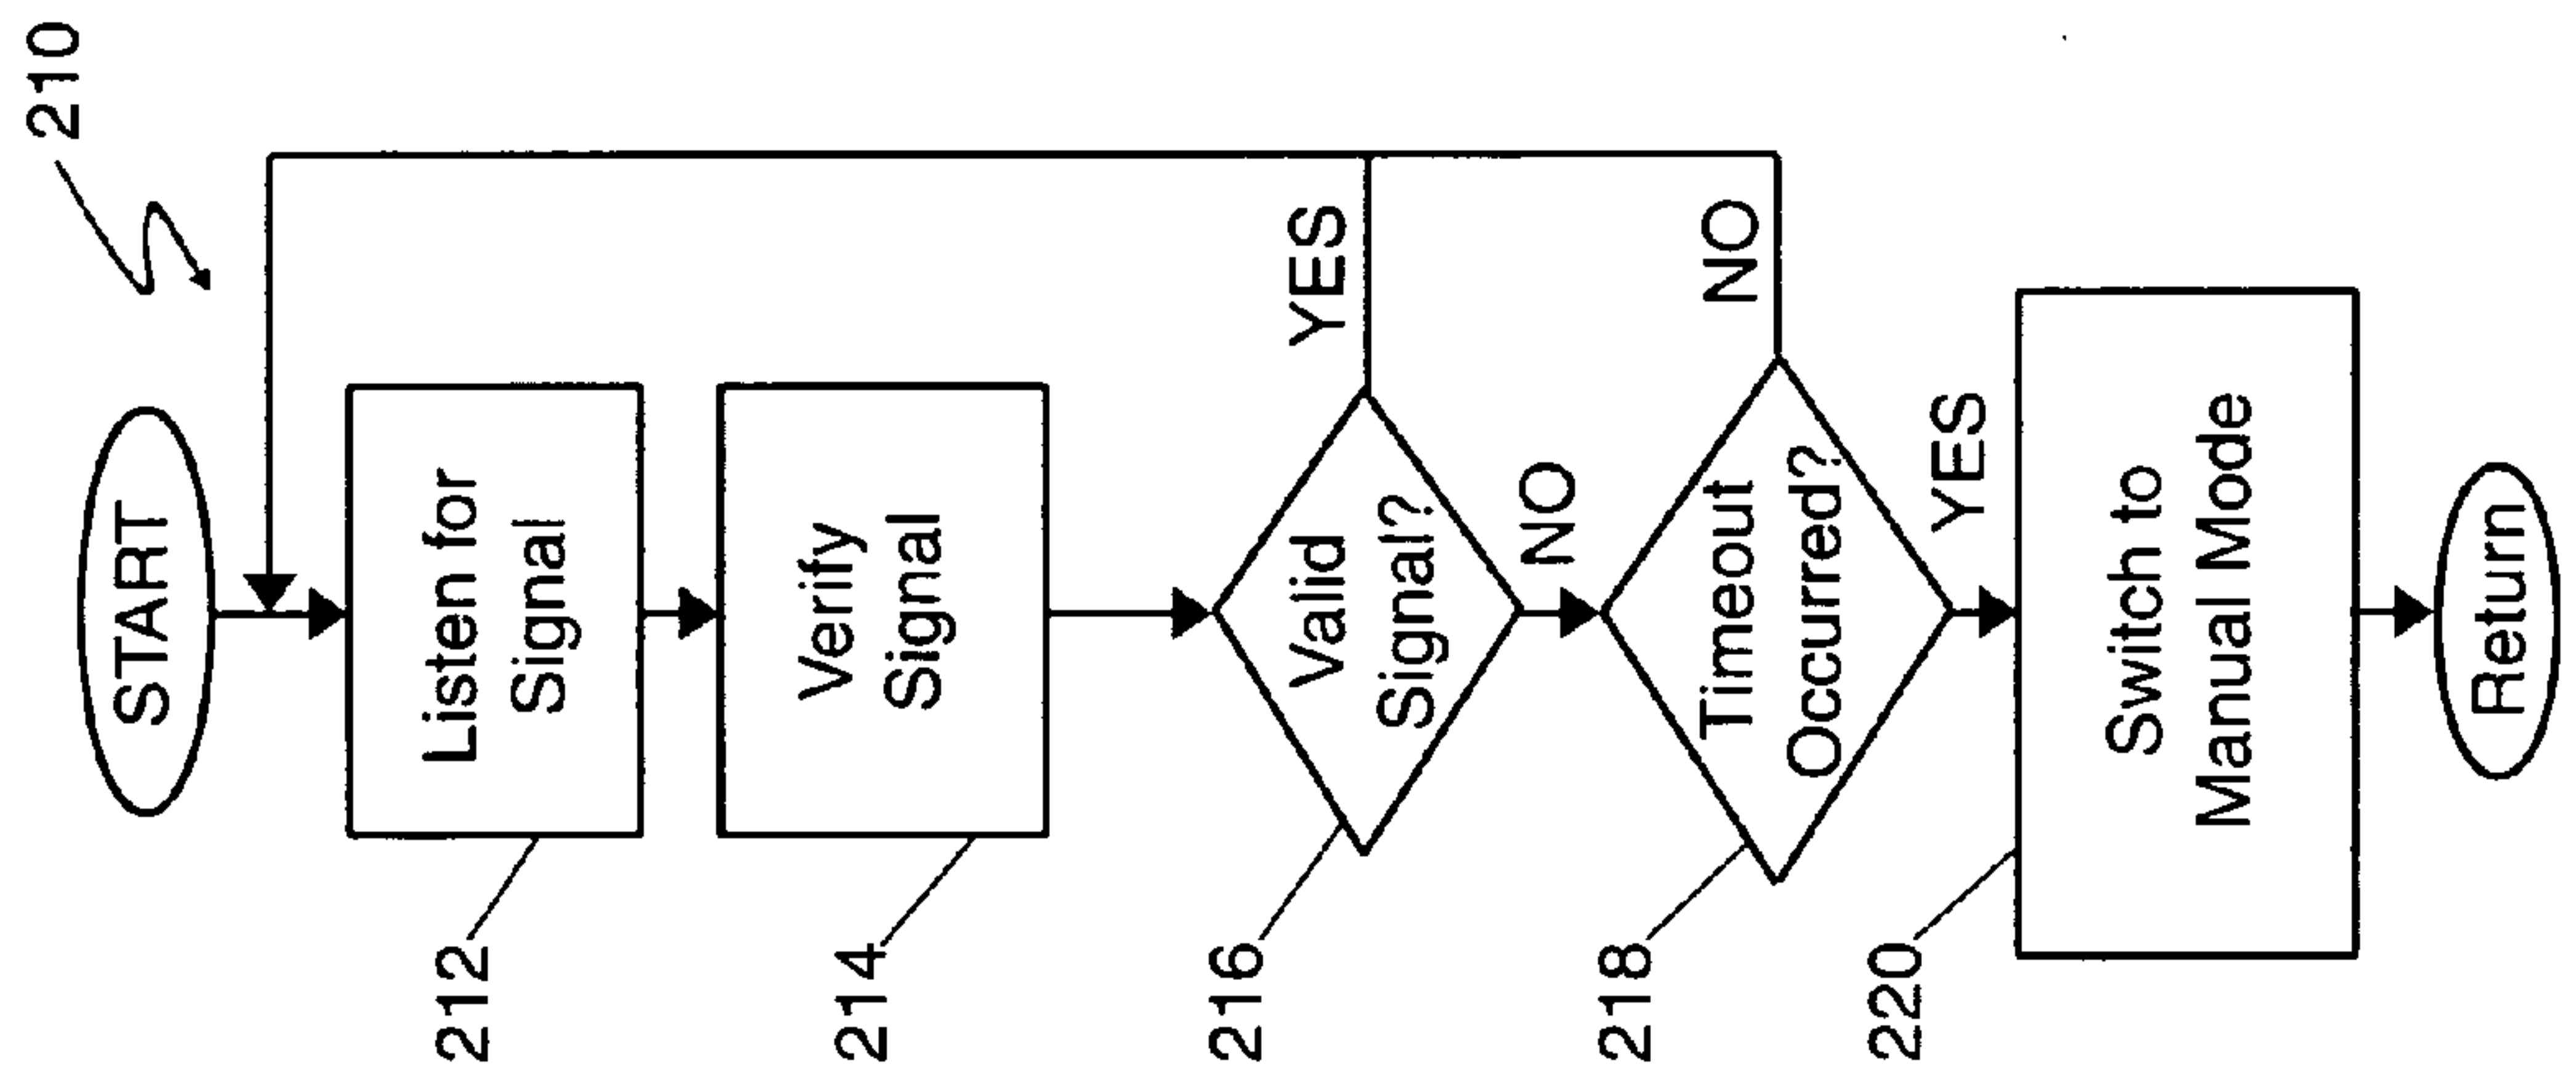 210
START
Listen for
Signal
212
Verify
Signal
214
Valid
Signal?
YES
NO
216
Timeout
Occurred?
NO
YES
218
Switch to
Manual Mode
220
Return